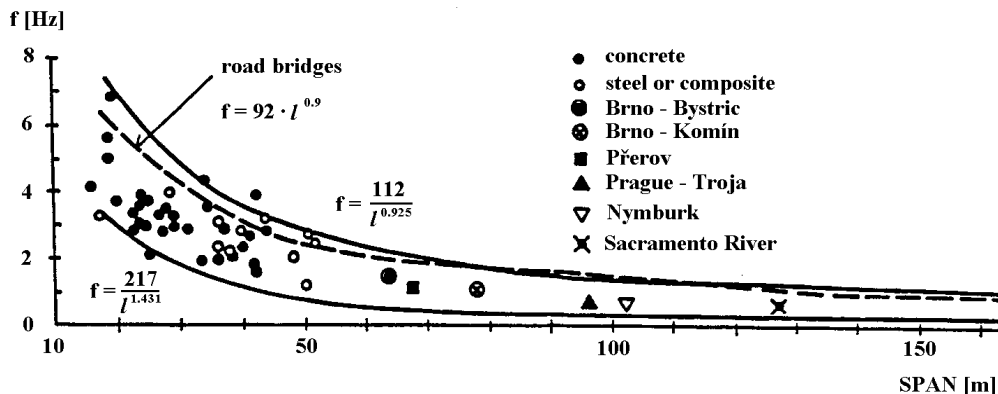 f [Hz]
8
6
4
2
0
road bridges
f = 92 · l 0.9
f = 112 / l 0.925
f = 217 / l 1.431
concrete
steel or composite
Brno - Bystric
Brno - Komín
Přerov
Prague - Troja
Nymburk
Sacramento River
10 50 100 150
SPAN [m]